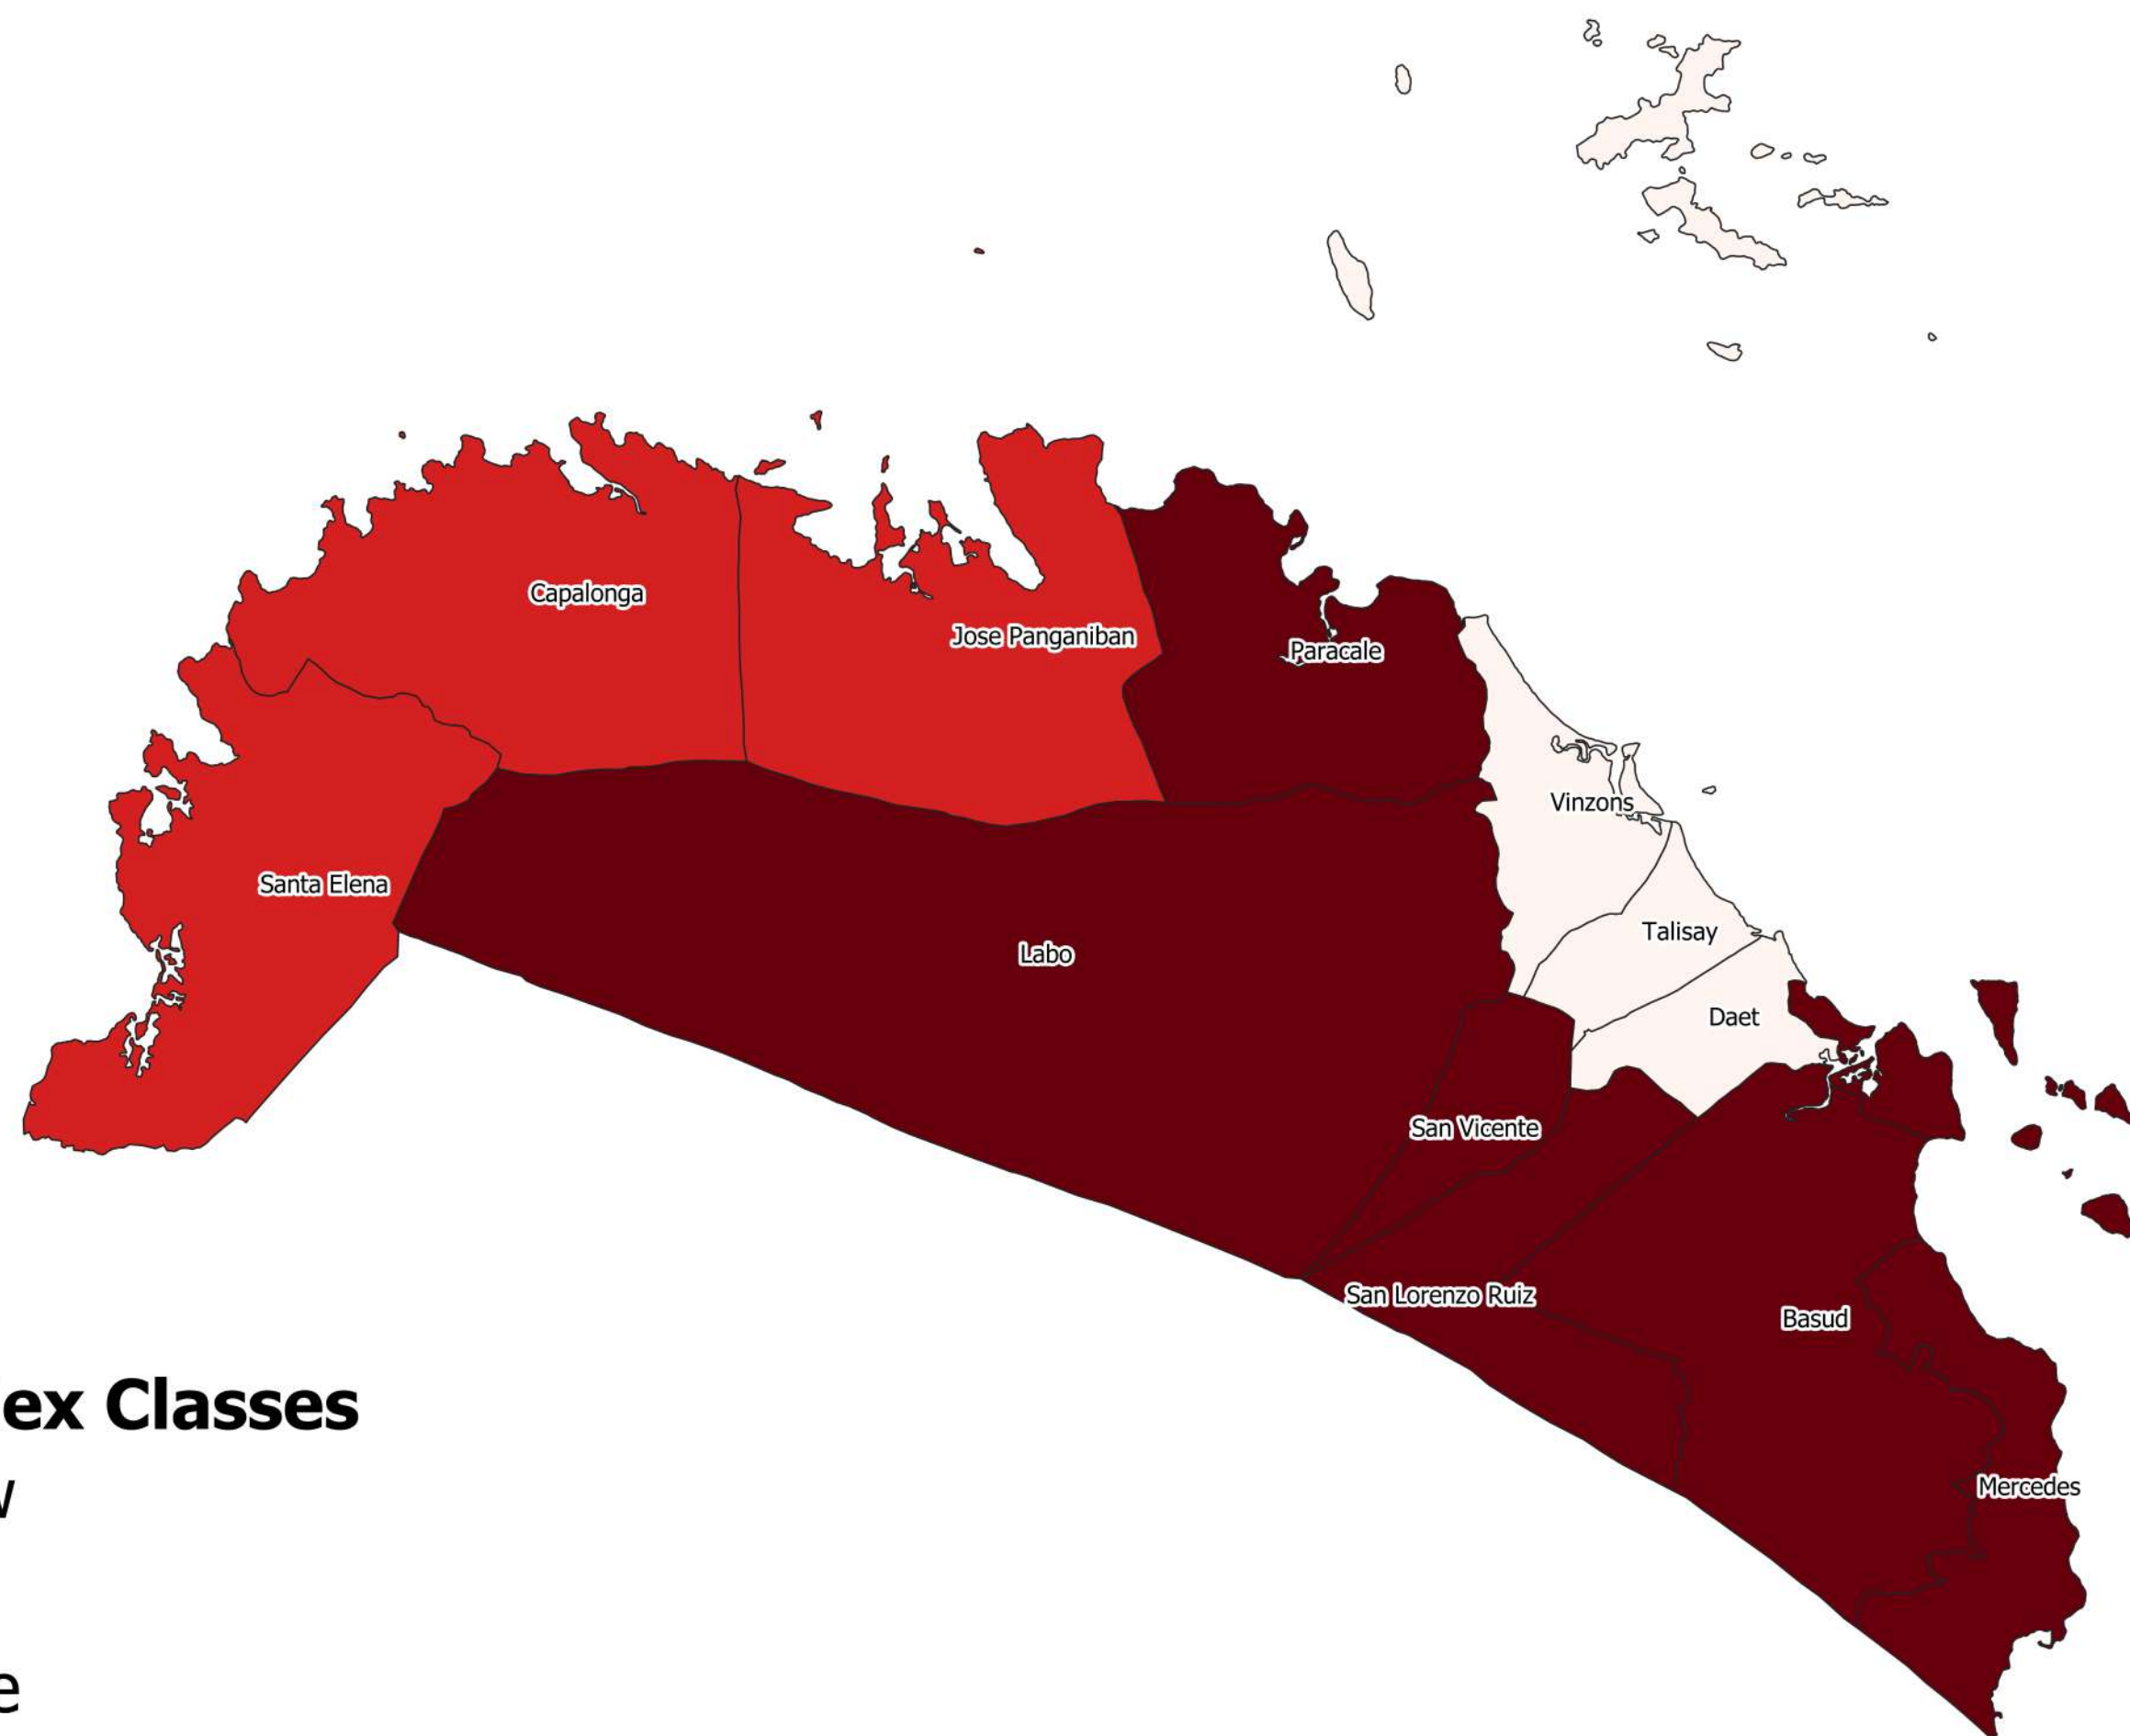 Capalonga
Jose Panganiban
Paracale
Vinzons
Santa Elena
Talisay
Labo
Daet
San Vicente
San Lorenzo Ruiz
Basud
ex Classes
Mercedes
w
e